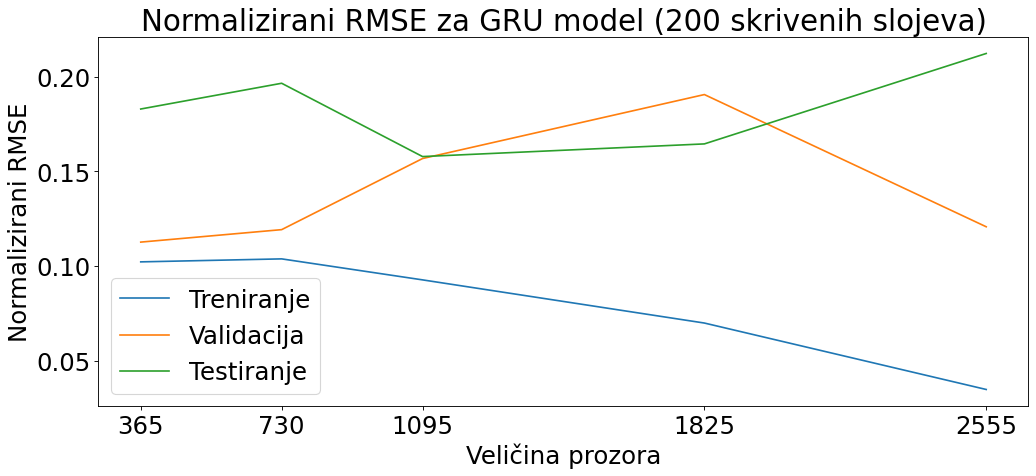 Normalizirani RMSE za GRU model (200 skrivenih slojeva)
Normalizirani RMSE
0.20
0.15
0.10
0.05
Treniranje
Validacija
Testiranje
365 730 1095 1825 2555
Veličina prozora